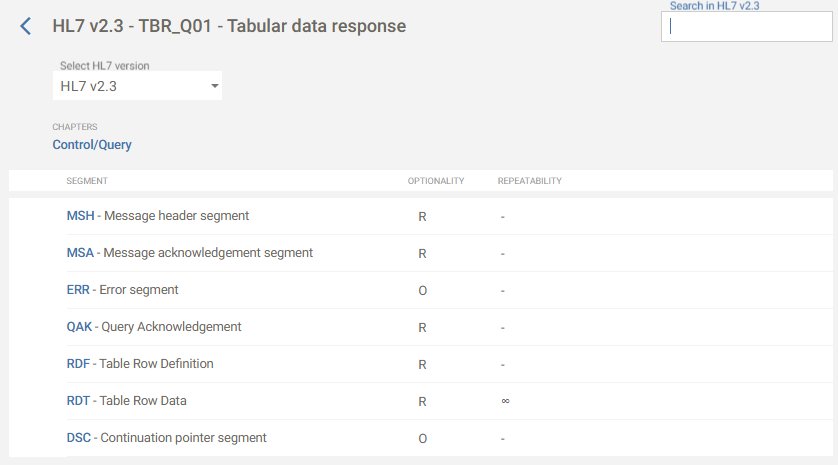 HL7 v2.3 - TBR_Q01 - Tabular data response
Search in HL7 v2.3
Select HL7 version
HL7 v2.3
CHAPTERS
Control/Query
SEGMENT OPTIONALITY REPEATABILITY
MSH - Message header segment R -
MSA - Message acknowledgement segment R -
ERR - Error segment O -
QAK - Query Acknowledgement R -
RDF - Table Row Definition R -
RDT - Table Row Data R ∞
DSC - Continuation pointer segment O -